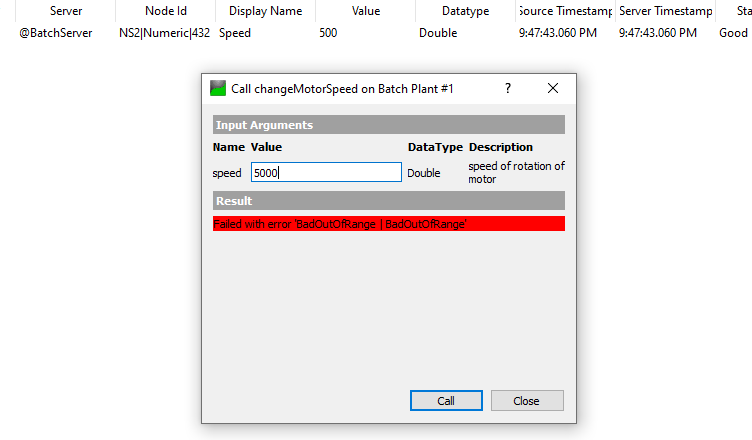 Server Node Id Display Name Value Datatype Source Timestamp Server Timestamp Sta
@BatchServer NS2|Numeric|432 Speed 500 Double 9:47:43.060 PM 9:47:43.060 PM Good
Call changeMotorSpeed on Batch Plant #1 ?
Input Arguments
Name Value DataType Description
speed 5000 Double speed of rotation of
motor
Result
Failed with error 'BadOutOfRange | BadOutOfRange'
Call Close